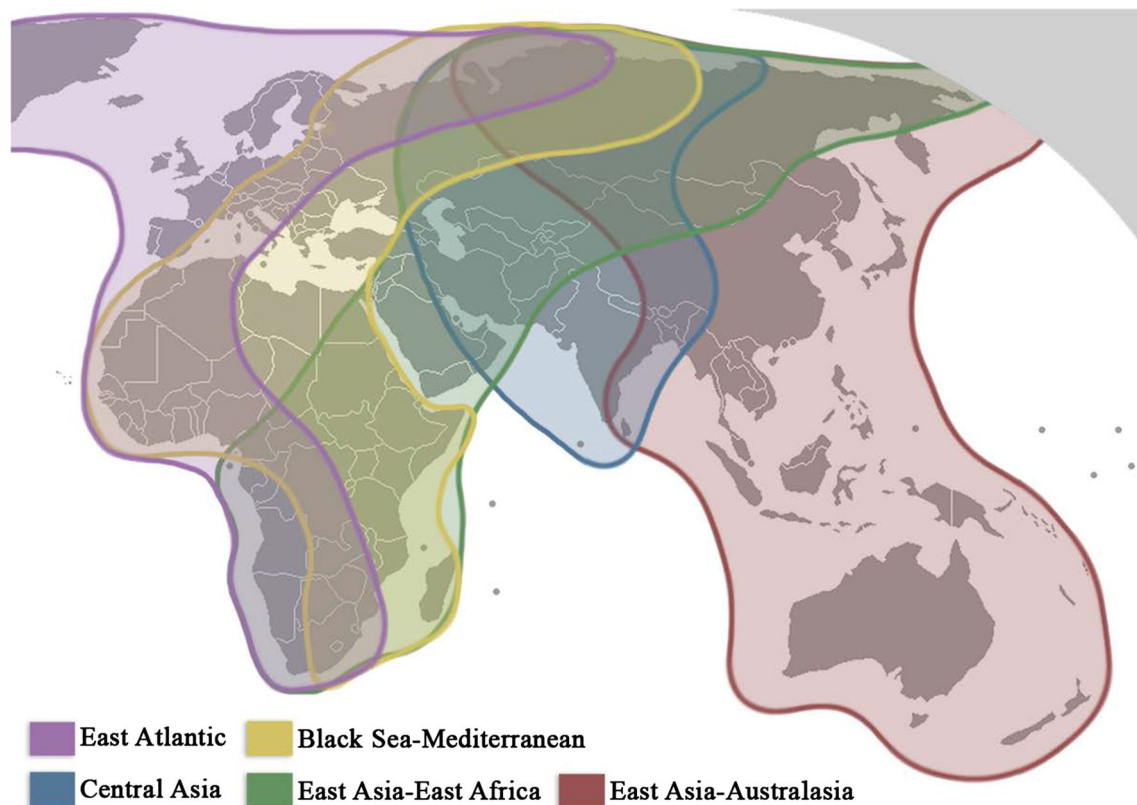 East Atlantic
Black Sea-Mediterranean
Central Asia
East Asia-East Africa
East Asia-Australasia